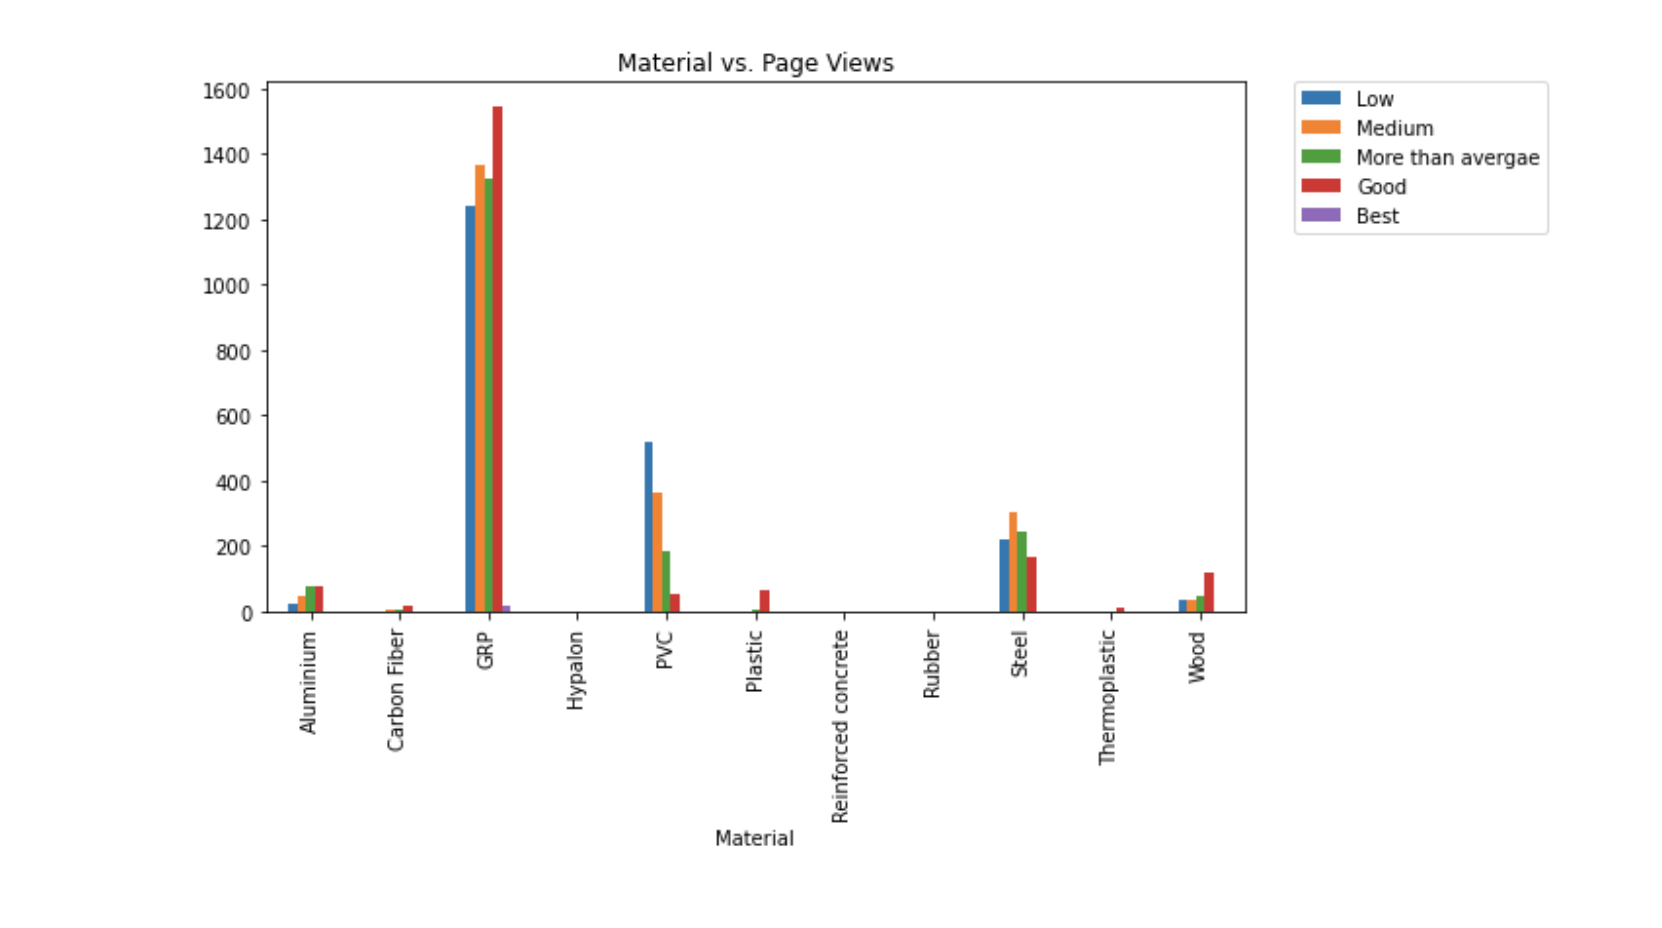 Material vs. Page Views
1600
1400
1200
1000
800
600
400
200
0
Low
Medium
More than avergae
Good
Best
Aluminium
Carbon Fiber
GRP
Hypalon
PVC
Plastic
Reinforced concrete
Rubber
Steel
Thermoplastic
Wood
Material